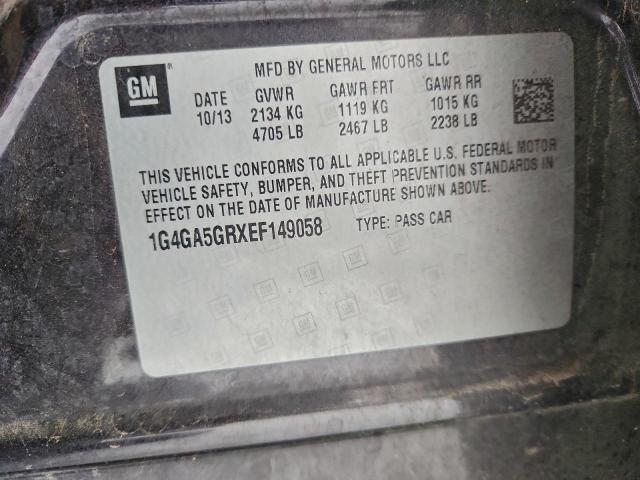 GM
MFD BY GENERAL MOTORS LLC
DATE GVWR GAWR FRT GAWR RR
10/13 2134 KG 1119 KG 1015 KG
4705 LB 2467 LB 2238 LB
THIS VEHICLE CONFORMS TO ALL APPLICABLE U.S. FEDERAL MOTOR
VEHICLE SAFETY, BUMPER, AND THEFT PREVENTION STANDARDS IN
EFFECT ON THE DATE OF MANUFACTURE SHOWN ABOVE.
1G4GA5GRXEF149058 TYPE: PASS CAR